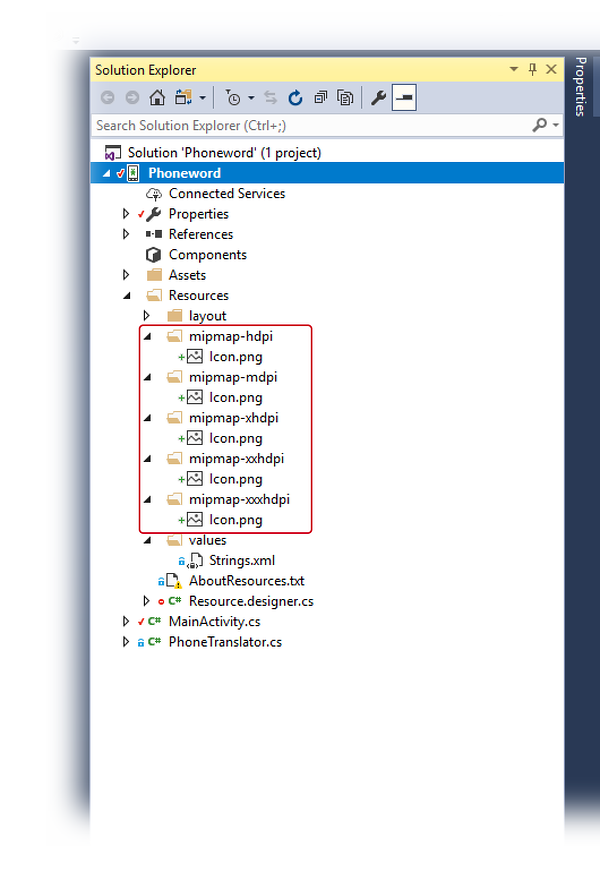 Solution Explorer
Properties
Search Solution Explorer (Ctrl+;)
Solution 'Phoneword' (1 project)
Phoneword
Connected Services
Properties
References
Components
Assets
Resources
layout
mipmap-hdpi
Icon.png
mipmap-mdpi
Icon.png
mipmap-xhdpi
Icon.png
mipmap-xxhdpi
Icon.png
mipmap-xxxhdpi
Icon.png
values
Strings.xml
AboutResources.txt
C# Resource.designer.cs
C# MainActivity.cs
C# PhoneTranslator.cs